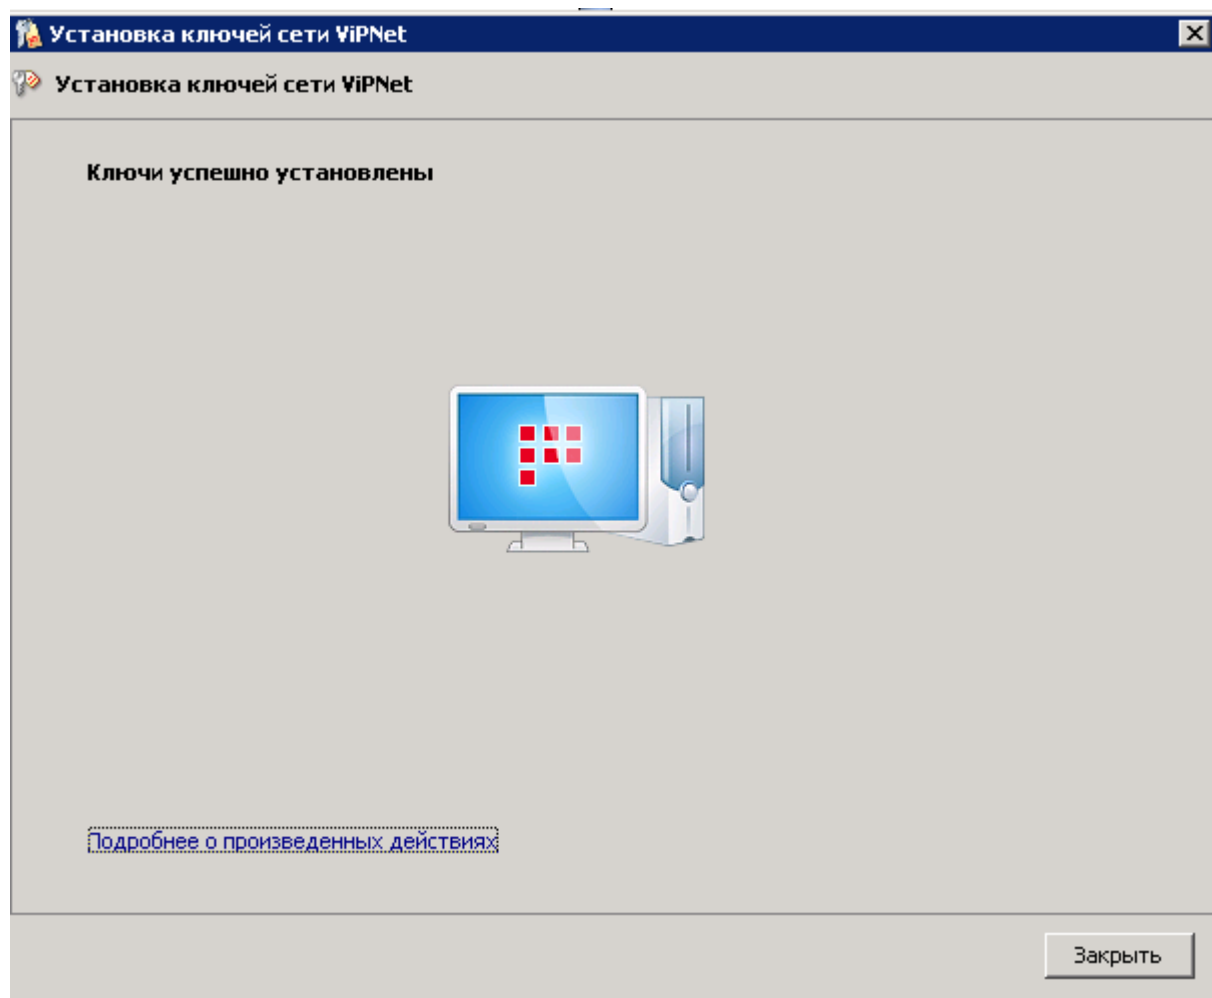 Установка ключей сети ViPNet
Установка ключей сети ViPNet
Ключи успешно установлены
Подробнее о произведенных действиях
Закрыть